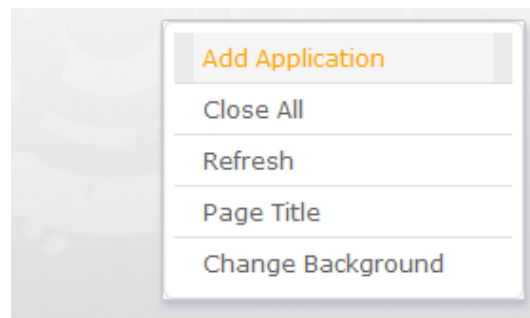 Add Application
Close All
Refresh
Page Title
Change Background